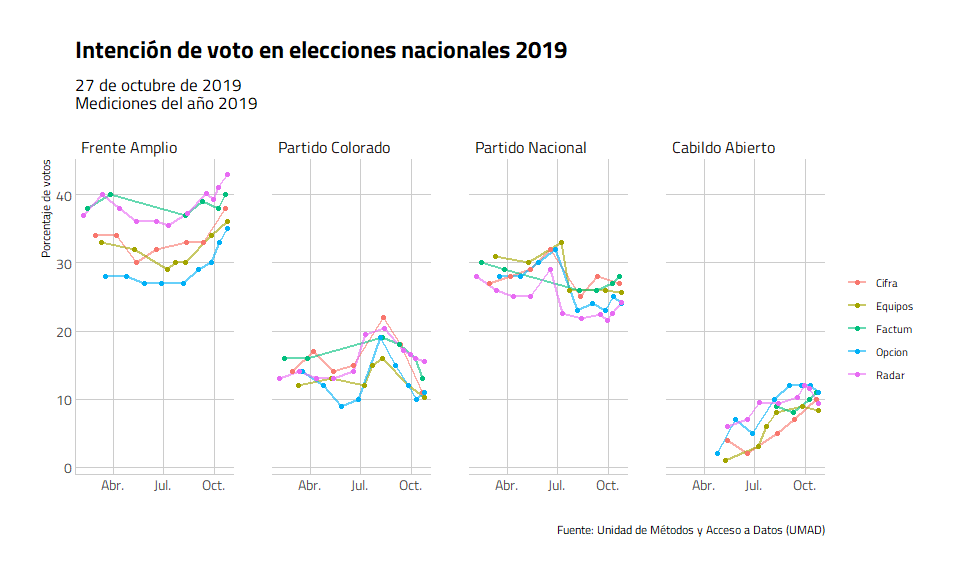 Intención de voto en elecciones nacionales 2019
27 de octubre de 2019
Mediciones del año 2019
Frente Amplio
Partido Colorado
Partido Nacional
Cabildo Abierto
Porcentaje de votos
40
30
20
10
0
Abr. Jul. Oct.
Abr. Jul. Oct.
Abr. Jul. Oct.
Abr. Jul. Oct.
Cifra
Equipos
Factum
Opcion
Radar
Fuente: Unidad de Métodos y Acceso a Datos (UMAD)